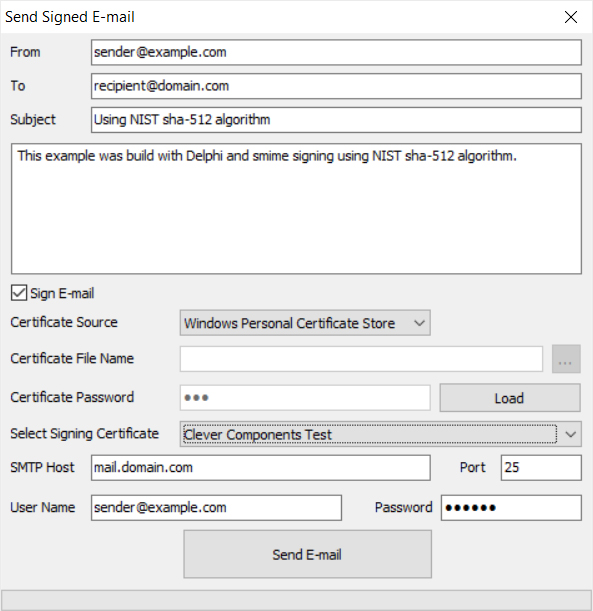 Send Signed E-mail
From sender@example.com
To recipient@domain.com
Subject Using NIST sha-512 algorithm
This example was build with Delphi and smime signing using NIST sha-512 algorithm.
Sign E-mail
Certificate Source Windows Personal Certificate Store
Certificate File Name ...
Certificate Password ●●● Load
Select Signing Certificate Clever Components Test
SMTP Host mail.domain.com Port 25
User Name sender@example.com Password ●●●●●●
Send E-mail